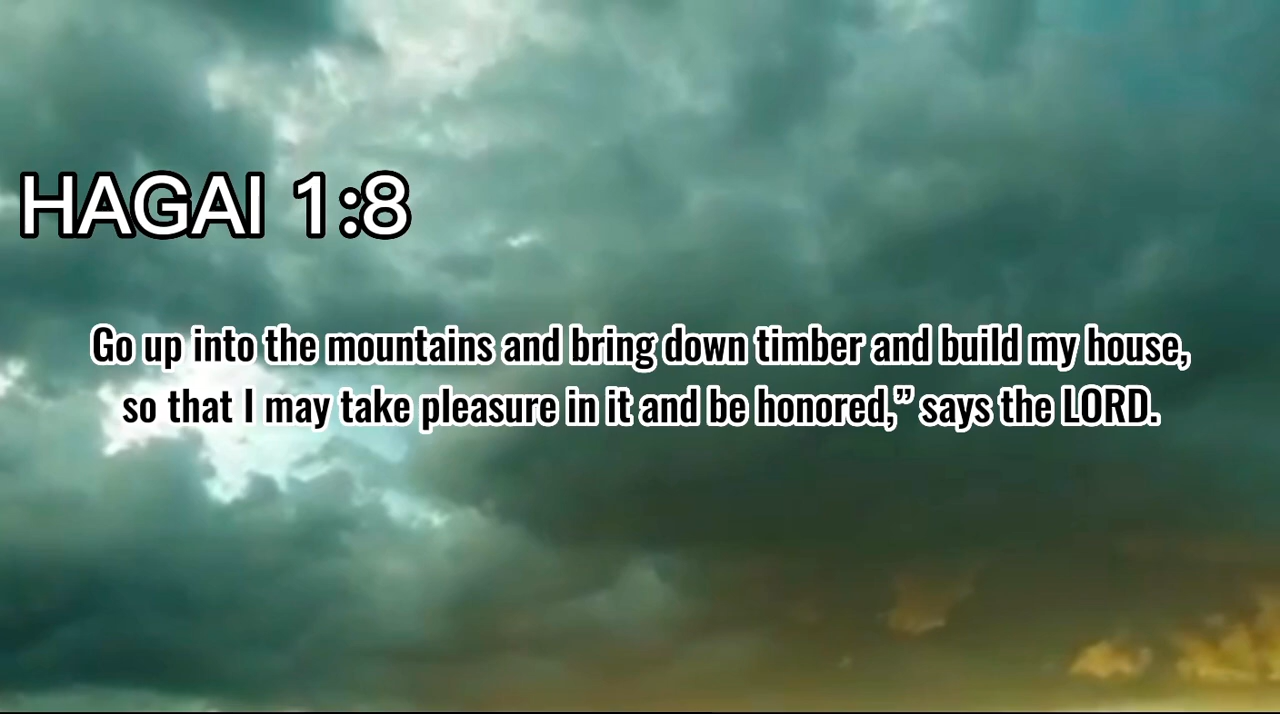 HAGAI 1:8
Go up into the mountains and bring down timber and build my house,
so that I may take pleasure in it and be honored,” says the LORD.